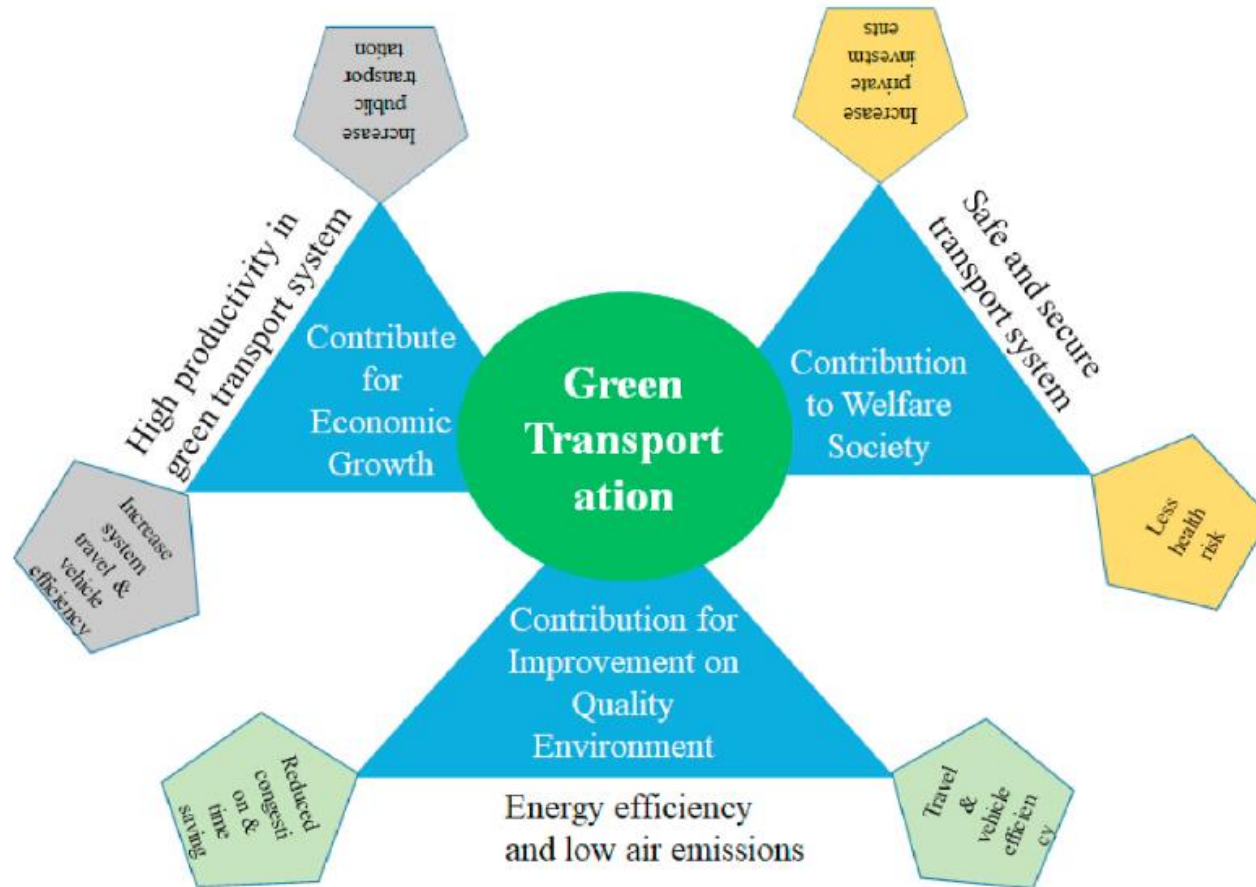 Increase
public
transpor
tation
Increase
private
investm
ents
High productivity in
green transport system
Safe and secure
transport system
Contribute
for
Economic
Growth
Green
Transport
ation
Contribution
to Welfare
Society
Increase
system
travel &
vehicle
efficiency
Less
health
risk
Contribution for
Improvement on
Quality
Environment
Reduced
congesti
on &
time
saving
Travel
&
vehicle
efficien
cy
Energy efficiency
and low air emissions